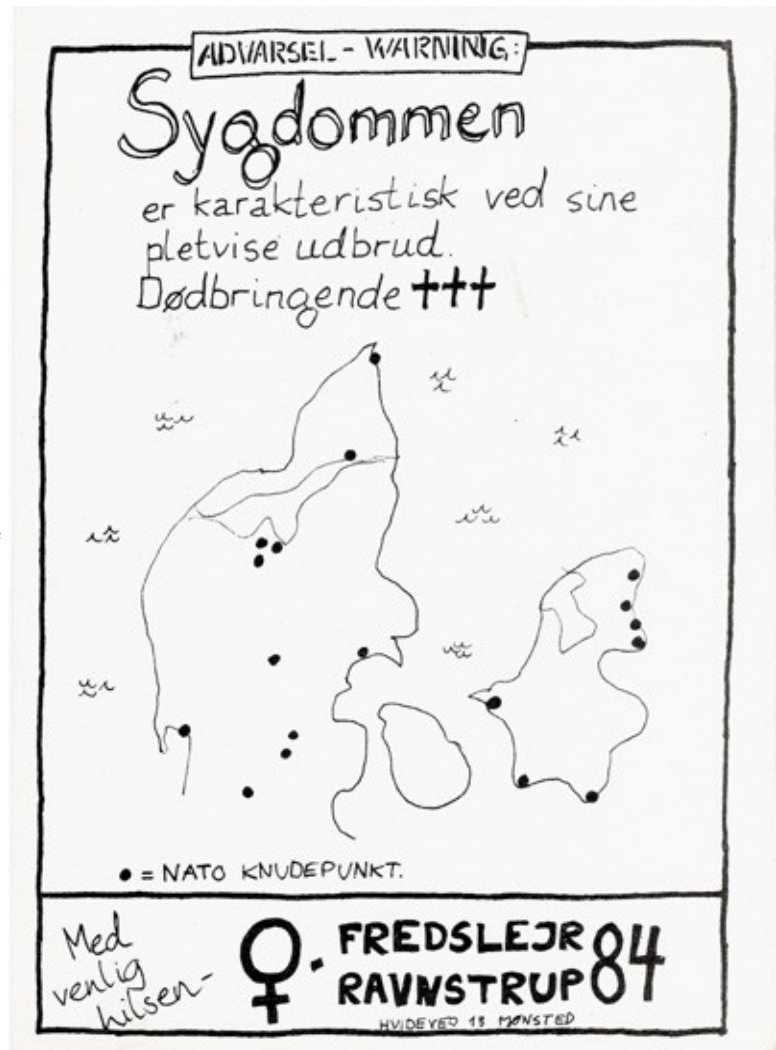 ADVARSEL - WARNING:
Sygdommen
er karakteristisk ved sine
pletvise udbrud.
Dødbringende †††
• = NATO KNUDEPUNKT.
Med
venlig
hilsen-
♀- FREDSLEJR
RAVNSTRUP 84
HVIDEVEJ 13 MØNSTED